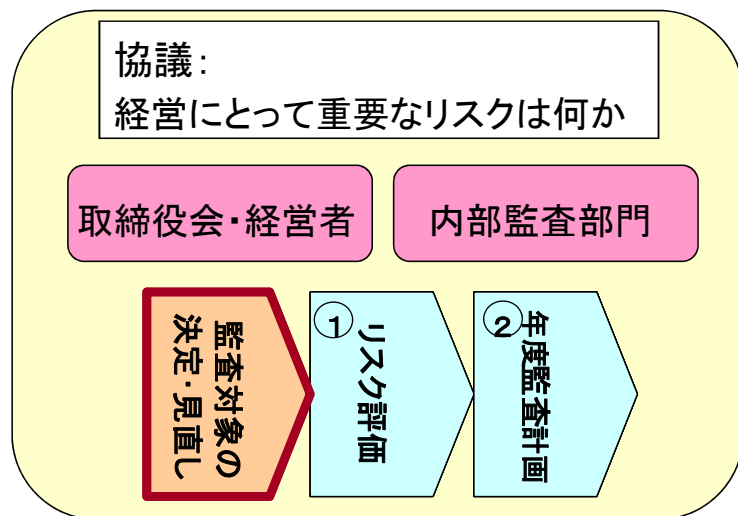 協議：
経営にとって重要なリスクは何か
取締役会・経営者
内部監査部門
監査対象の
決定・見直し
①
リスク評価
②
年度監査計画